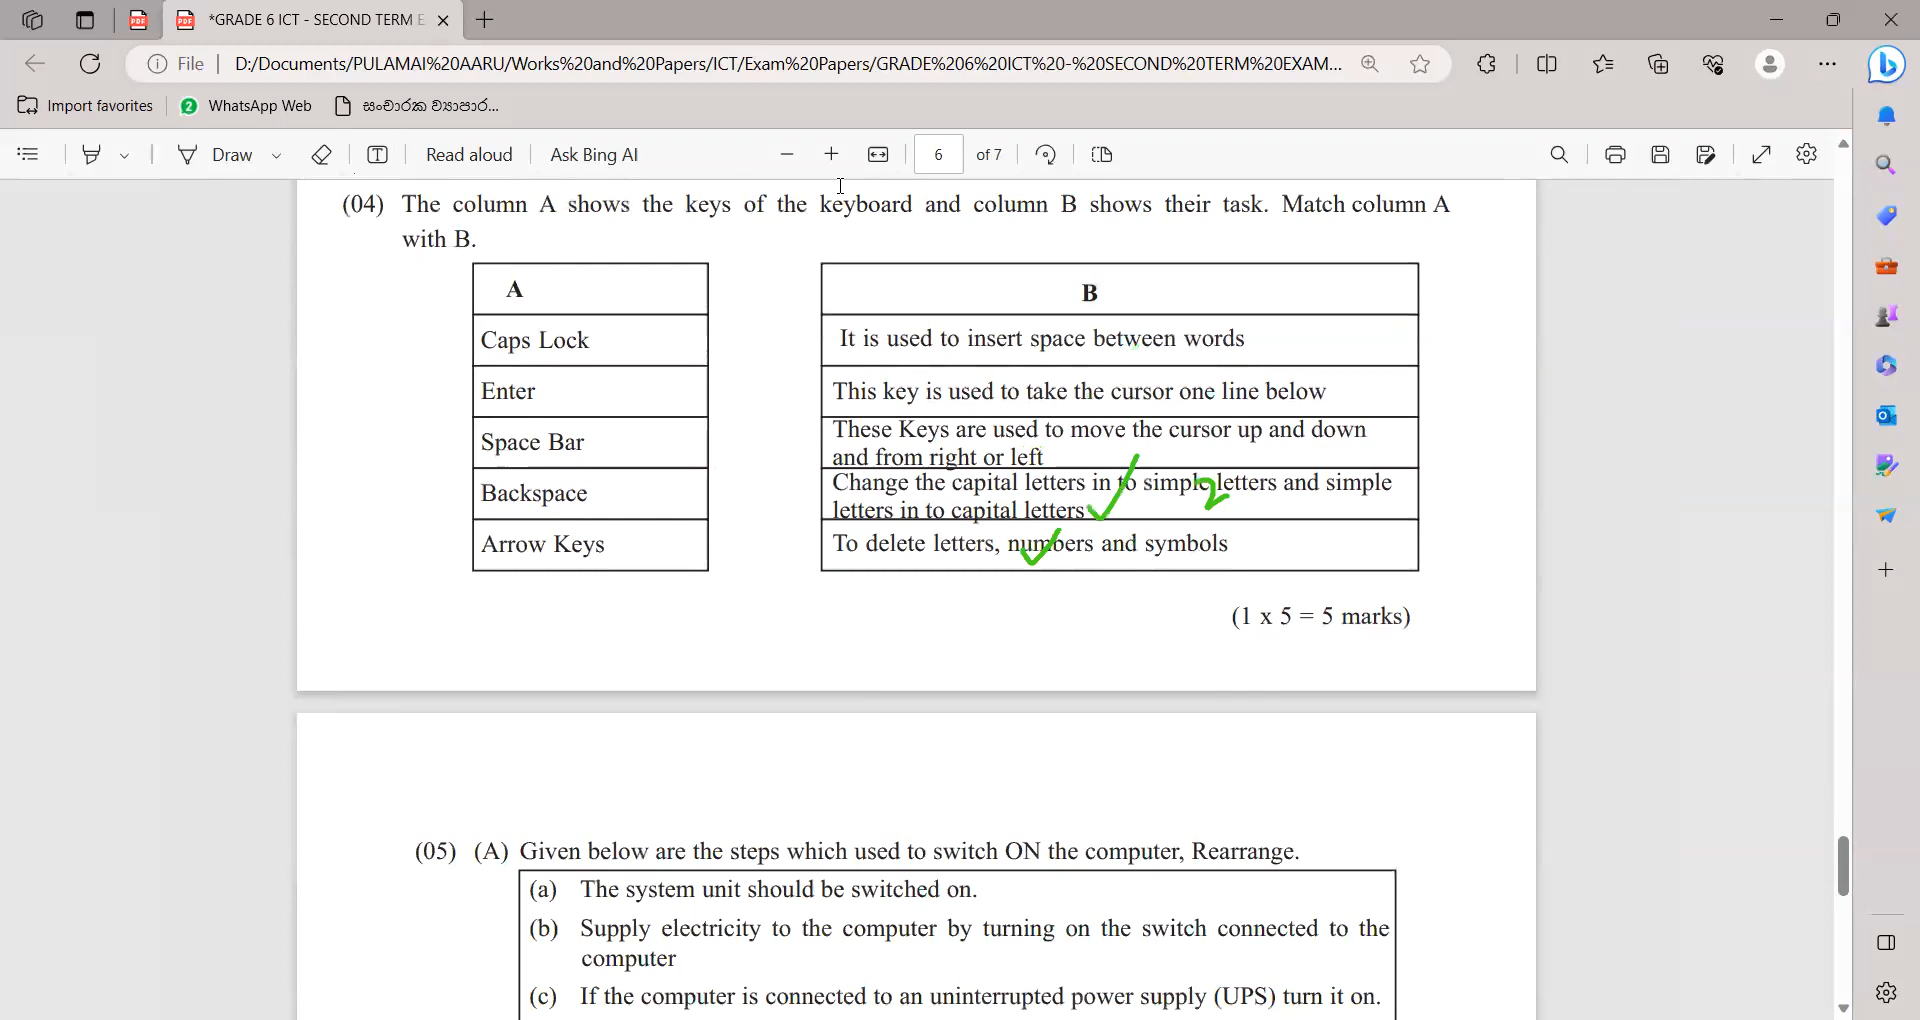 *GRADE 6 ICT - SECOND TERM E
File
D:/Documents/PULAMAI%20AARU/Works%20and%20Papers/ICT/Exam%20Papers/GRADE%206%20ICT%20-%20SECOND%20TERM%20EXAM...
Import favorites
2 WhatsApp Web
සංචාරක ව්‍යාපාර...
Draw
Read aloud
Ask Bing AI
6 of 7
(04) The column A shows the keys of the keyboard and column B shows their task. Match column A
with B.
A
Caps Lock
Enter
Space Bar
Backspace
Arrow Keys
B
It is used to insert space between words
This key is used to take the cursor one line below
These Keys are used to move the cursor up and down
and from right or left
Change the capital letters in to simple letters and simple
letters in to capital letters
2
To delete letters, numbers and symbols
(1 x 5 = 5 marks)
(05) (A) Given below are the steps which used to switch ON the computer, Rearrange.
(a) The system unit should be switched on.
(b) Supply electricity to the computer by turning on the switch connected to the
computer
(c) If the computer is connected to an uninterrupted power supply (UPS) turn it on.